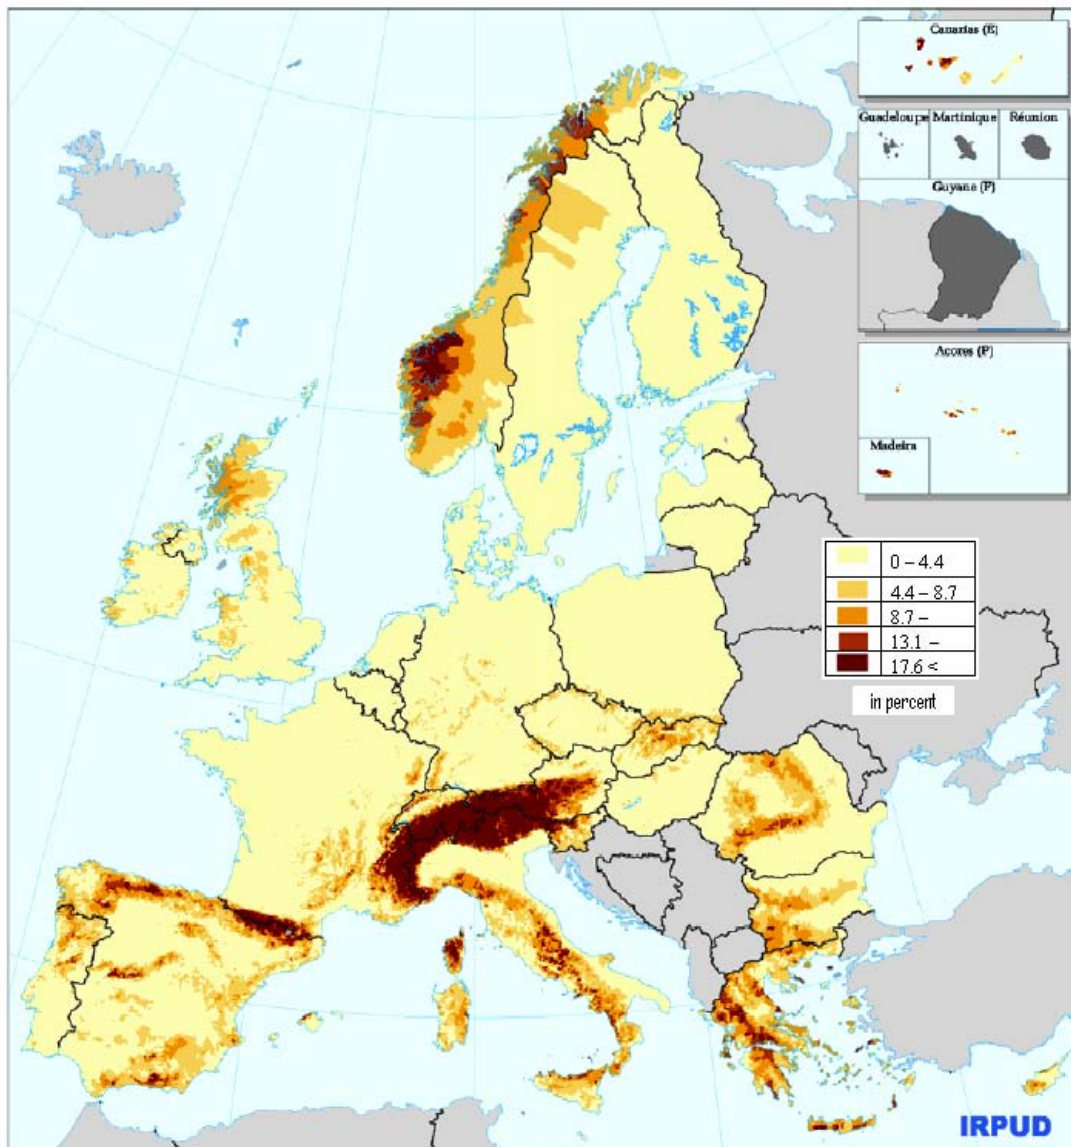 Canarias (E)
Guadeloupe
Martinique
Réunion
Guyane (F)
Acores (P)
Madeira
0 – 4.4
4.4 – 8.7
8.7 –
13.1 –
17.6 <
in percent
IRPUD